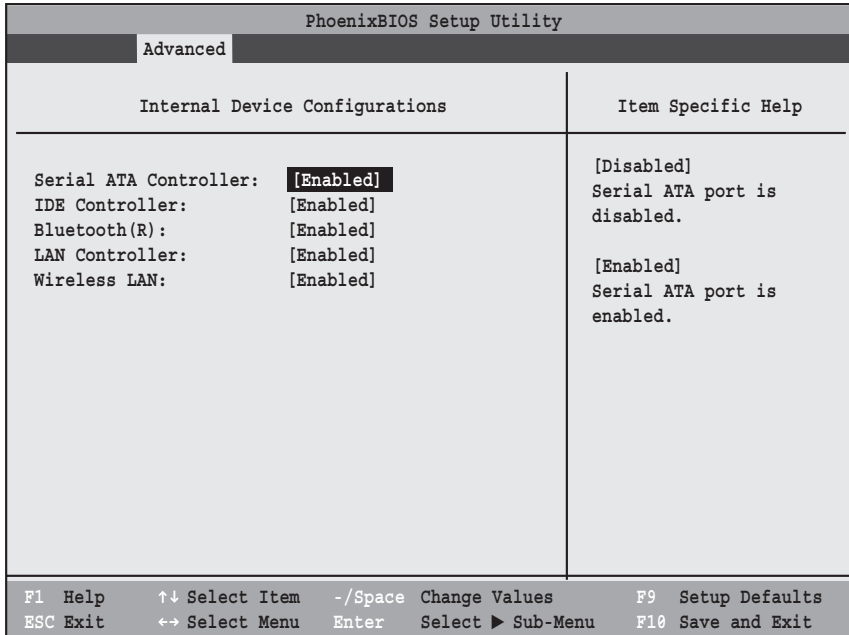 PhoenixBIOS Setup Utility
Advanced
Internal Device Configurations
Serial ATA Controller: [Enabled]
IDE Controller: [Enabled]
Bluetooth(R): [Enabled]
LAN Controller: [Enabled]
Wireless LAN: [Enabled]
Item Specific Help
[Disabled]
Serial ATA port is
disabled.
[Enabled]
Serial ATA port is
enabled.
F1 Help ↑↓ Select Item -/Space Change Values F9 Setup Defaults
ESC Exit ←→ Select Menu Enter Select ▶ Sub-Menu F10 Save and Exit